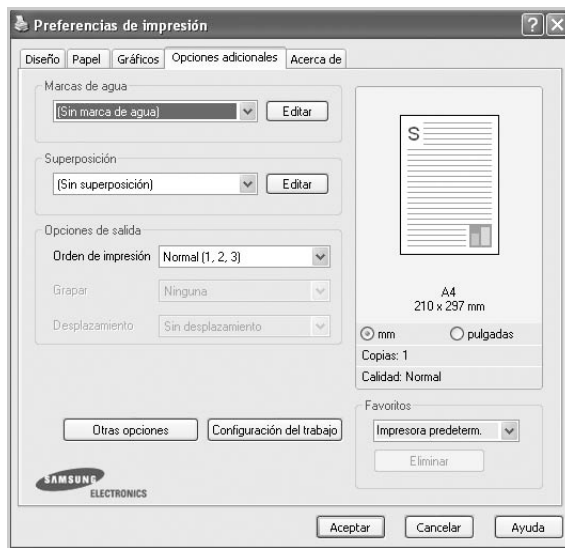 Preferencias de impresión
Diseño Papel Gráficos Opciones adicionales Acerca de
Marcas de agua
(Sin marca de agua) Editar
Superposición
(Sin superposición) Editar
Opciones de salida
Orden de impresión Normal (1, 2, 3)
Grapar Ninguna
Desplazamiento Sin desplazamiento
Otras opciones Configuración del trabajo
SAMSUNG
ELECTRONICS
S
A4
210 x 297 mm
mm pulgadas
Copias: 1
Calidad: Normal
Favoritos
Impresora predeterm.
Eliminar
Aceptar Cancelar Ayuda